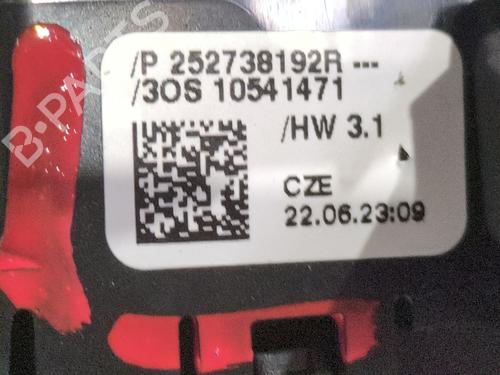 /P 252738192R ---
/3OS 10541471
/HW 3.1
CZE
22.06.23:09
B-PARTS